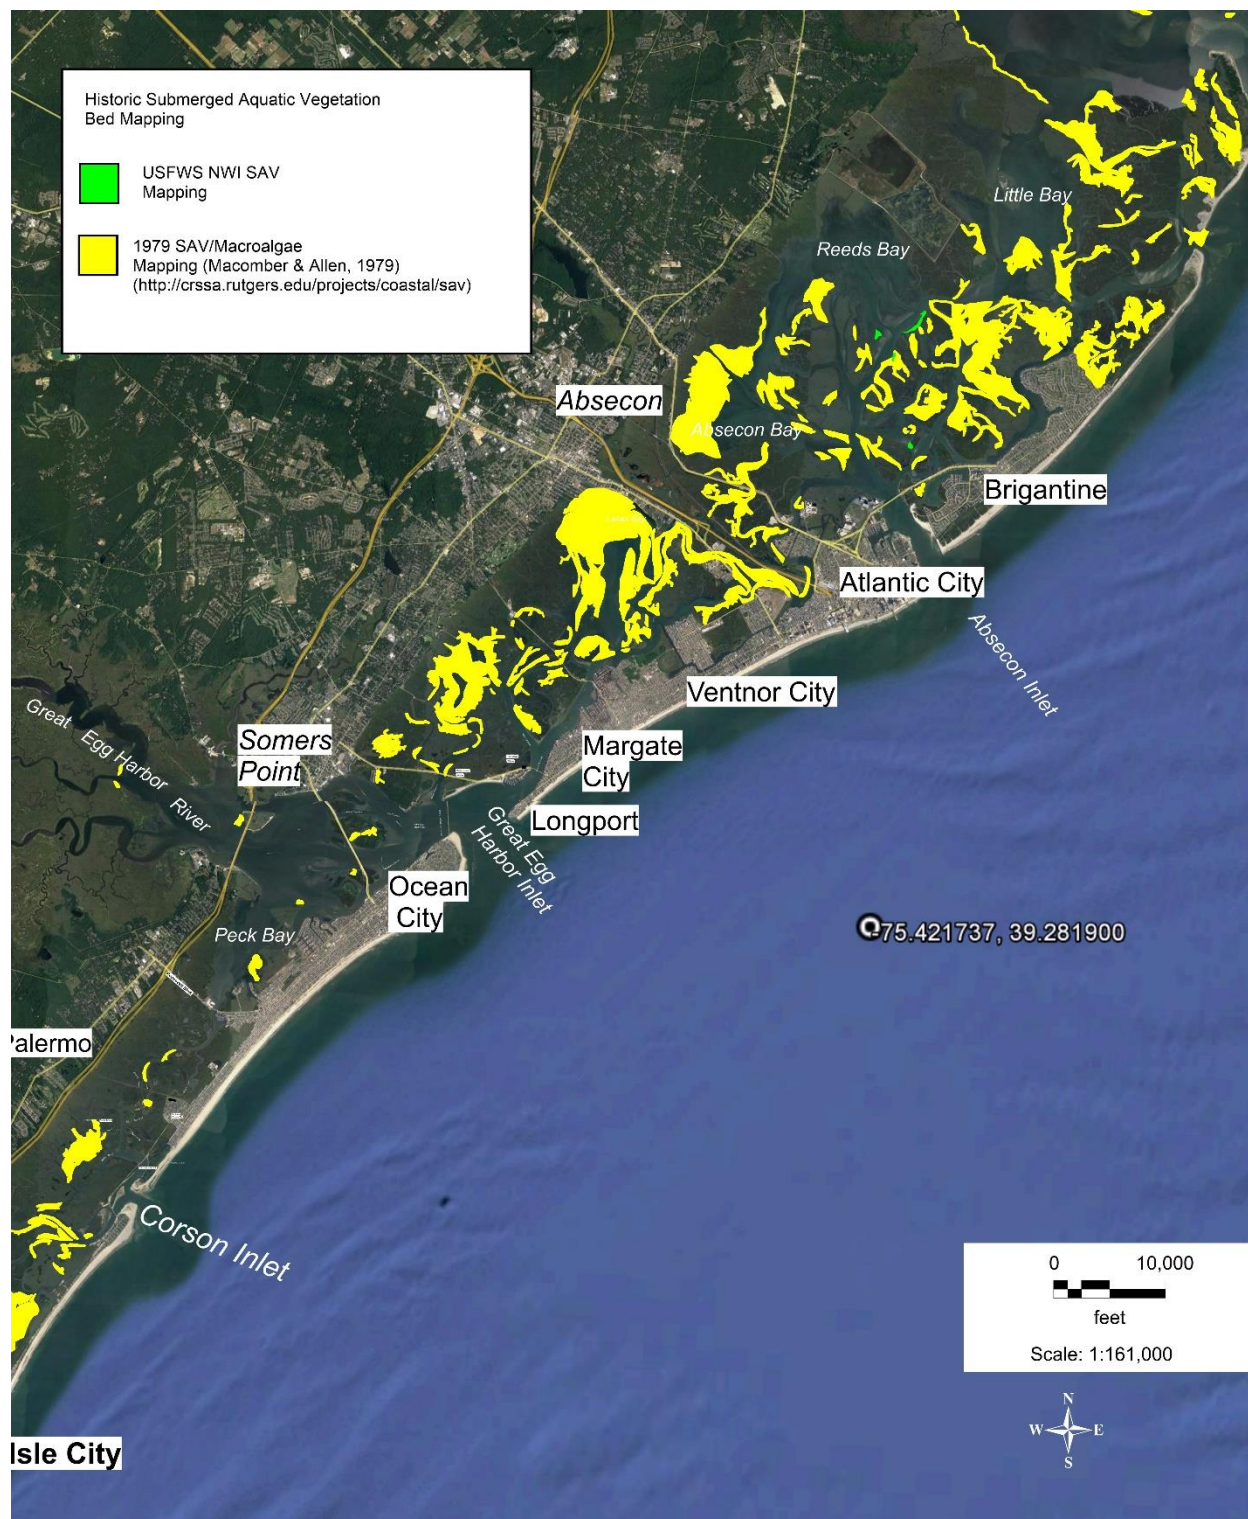 Historic Submerged Aquatic Vegetation
Bed Mapping
USFWS NWI SAV
Mapping
1979 SAV/Macroalgae
Mapping (Macomber & Allen, 1979)
(http://crssa.rutgers.edu/projects/coastal/sav)
Little Bay
Reeds Bay
Absecon
Absecon Bay
Brigantine
Atlantic City
Absecon Inlet
Ventnor City
Great Egg Harbor River
Somers
Point
Margate
City
Longport
Great Egg
Harbor Inlet
Ocean
City
-75.421737, 39.281900
Peck Bay
Palermo
Corson Inlet
0 10,000
feet
Scale: 1:161,000
N
W E
S
Isle City